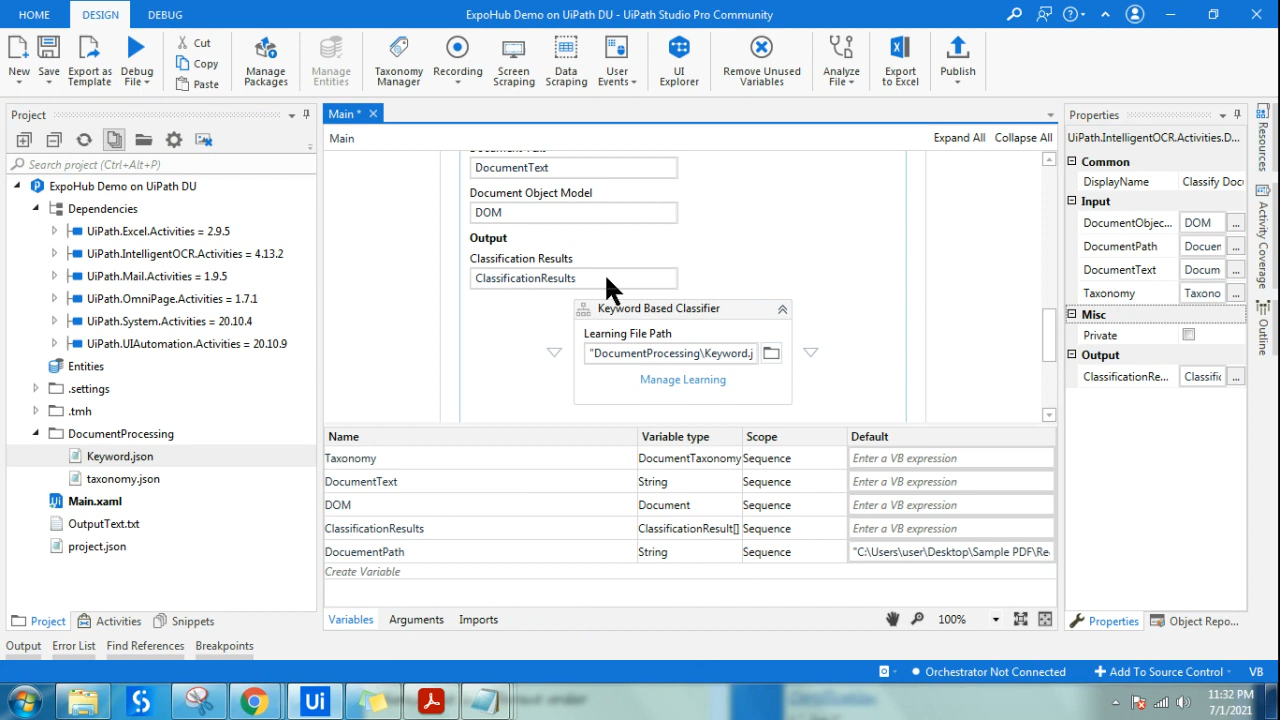 HOME DESIGN DEBUG ExpoHub Demo on UiPath DU - UiPath Studio Pro Community
New Save Export as Template Debug File Cut Copy Paste Manage Packages Manage Entities Taxonomy Manager Recording Screen Scraping Data Scraping User Events UI Explorer Remove Unused Variables Analyze File Export to Excel Publish
Project
Search project (Ctrl+Alt+P)
ExpoHub Demo on UiPath DU
Dependencies
UiPath.Excel.Activities = 2.9.5
UiPath.IntelligentOCR.Activities = 4.13.2
UiPath.Mail.Activities = 1.9.5
UiPath.OmniPage.Activities = 1.7.1
UiPath.System.Activities = 20.10.4
UiPath.UIAutomation.Activities = 20.10.9
Entities
.settings
.tmh
DocumentProcessing
Keyword.json
taxonomy.json
Main.xaml
OutputText.txt
project.json
Project Activities Snippets
Main *
Main Expand All Collapse All
DocumentText
Document Object Model
DOM
Output
Classification Results
ClassificationResults
Keyword Based Classifier
Learning File Path
"DocumentProcessing\Keyword.j
Manage Learning
Name Variable type Scope Default
Taxonomy DocumentTaxonomy Sequence Enter a VB expression
DocumentText String Sequence Enter a VB expression
DOM Document Sequence Enter a VB expression
ClassificationResults ClassificationResult[] Sequence Enter a VB expression
DocuementPath String Sequence "C:\Users\user\Desktop\Sample PDF\Re
Create Variable
Variables Arguments Imports 100%
Properties
UiPath.IntelligentOCR.Activities.D...
Common
DisplayName Classify Doc
Input
DocumentObjec... DOM ...
DocumentPath Docuer ...
DocumentText Docum ...
Taxonomy Taxono ...
Misc
Private
Output
ClassificationRe... Classific ...
Properties Object Repo...
Resources
Activity Coverage
Outline
Output Error List Find References Breakpoints
Orchestrator Not Connected Add To Source Control VB
11:32 PM
7/1/2021